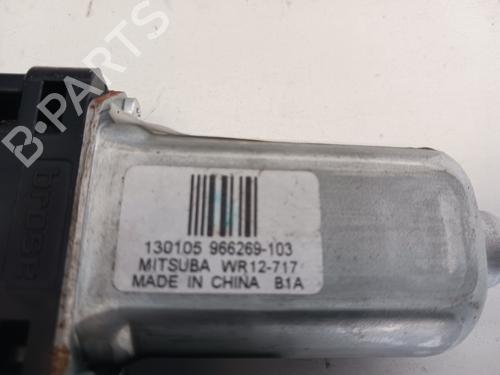 B-PARTS
brose
130105 966269-103
MITSUBA WR12-717
MADE IN CHINA B1A